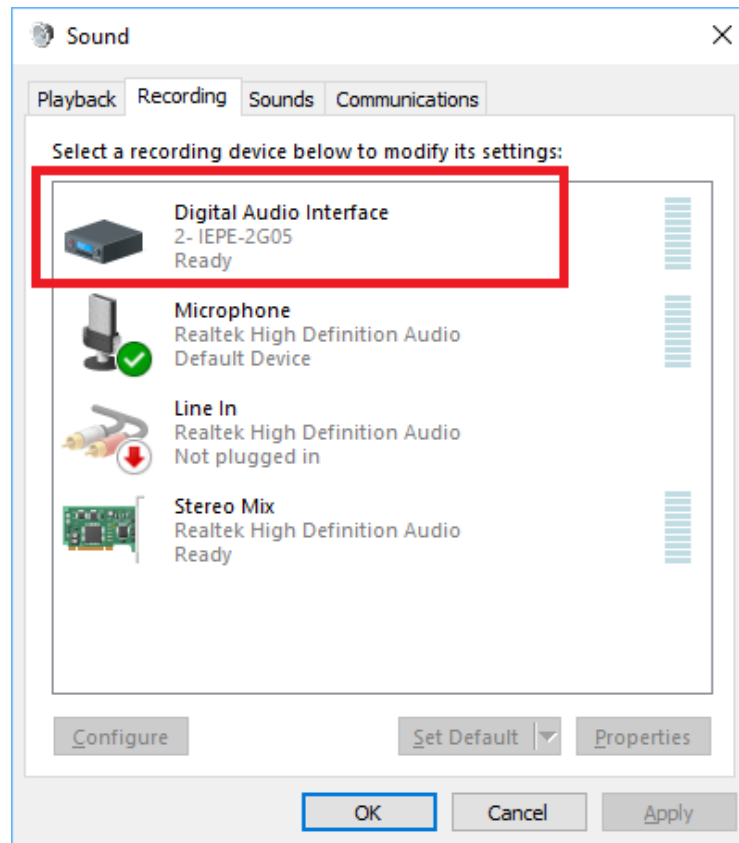 Sound
Playback Recording Sounds Communications
Select a recording device below to modify its settings:
Digital Audio Interface
2- IEPE-2G05
Ready
Microphone
Realtek High Definition Audio
Default Device
Line In
Realtek High Definition Audio
Not plugged in
Stereo Mix
Realtek High Definition Audio
Ready
Configure Set Default Properties
OK Cancel Apply